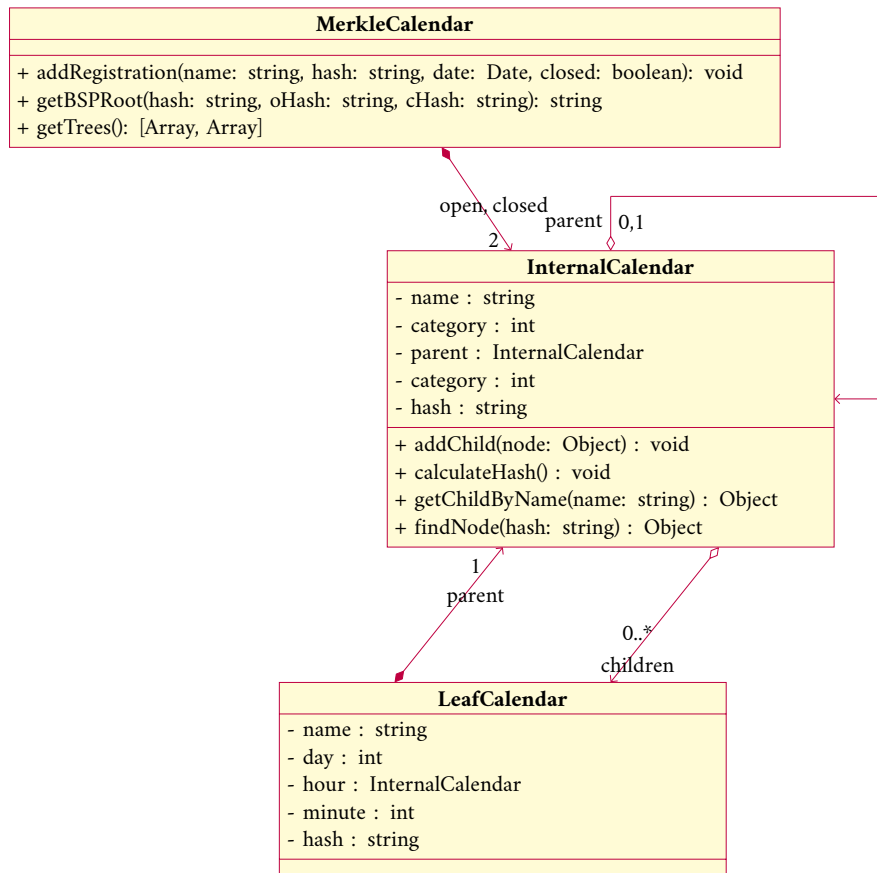 MerkleCalendar
+ addRegistration(name: string, hash: string, date: Date, closed: boolean): void
+ getBSPRoot(hash: string, oHash: string, cHash: string): string
+ getTrees(): [Array, Array]
open, closed
parent 0,1
2
InternalCalendar
- name : string
- category : int
- parent : InternalCalendar
- category : int
- hash : string
+ addChild(node: Object) : void
+ calculateHash() : void
+ getChildByName(name: string) : Object
+ findNode(hash: string) : Object
1
parent
0..*
children
LeafCalendar
- name : string
- day : int
- hour : InternalCalendar
- minute : int
- hash : string